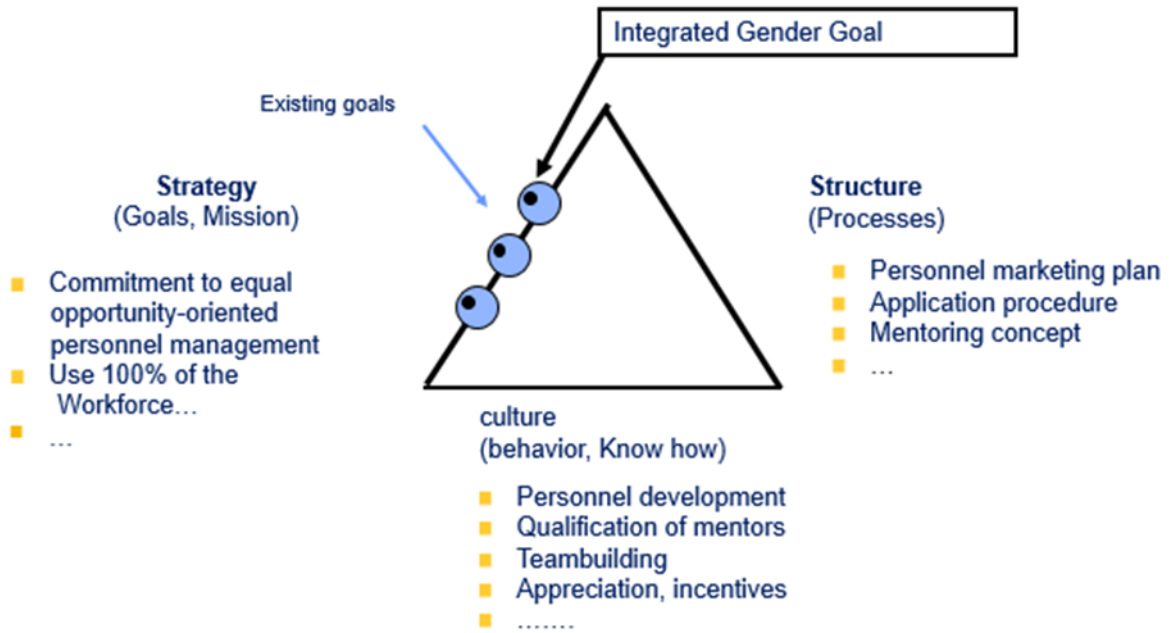 Integrated Gender Goal
Existing goals
Strategy
(Goals, Mission)
Commitment to equal
opportunity-oriented
personnel management
Use 100% of the
Workforce…
…
Structure
(Processes)
Personnel marketing plan
Application procedure
Mentoring concept
…
culture
(behavior, Know how)
Personnel development
Qualification of mentors
Teambuilding
Appreciation, incentives
…….